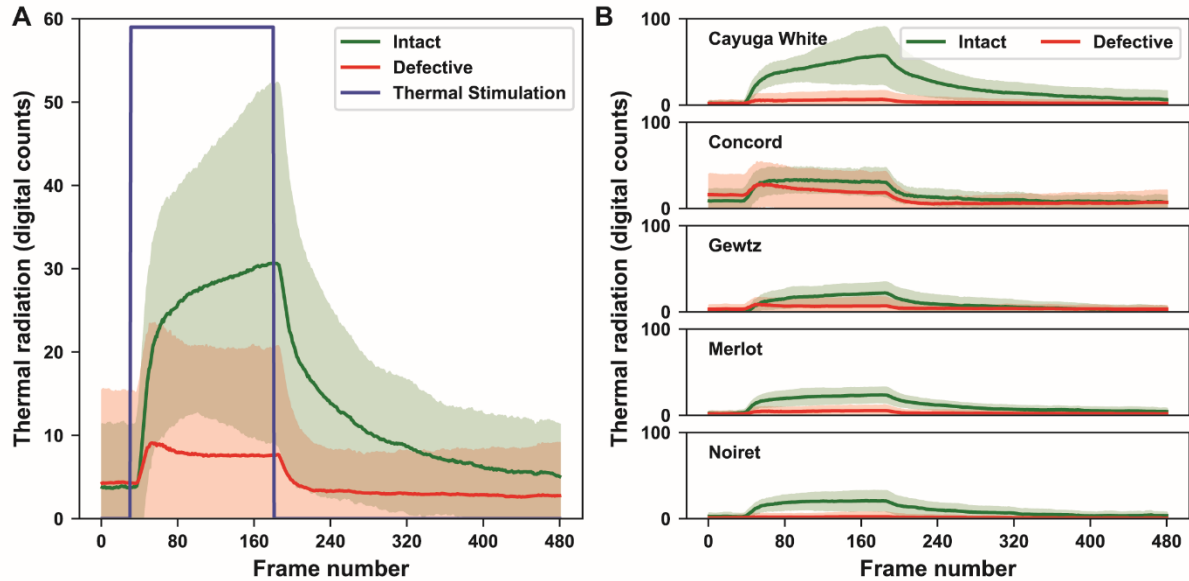 A
Thermal radiation (digital counts)
60
50
40
30
20
10
0
Intact
Defective
Thermal Stimulation
0 80 160 240 320 400 480
Frame number
B
Thermal radiation (digital counts)
100
Cayuga White
Intact Defective
0
100
Concord
0
100
Gewtz
0
100
Merlot
0
100
Noiret
0
0 80 160 240 320 400 480
Frame number